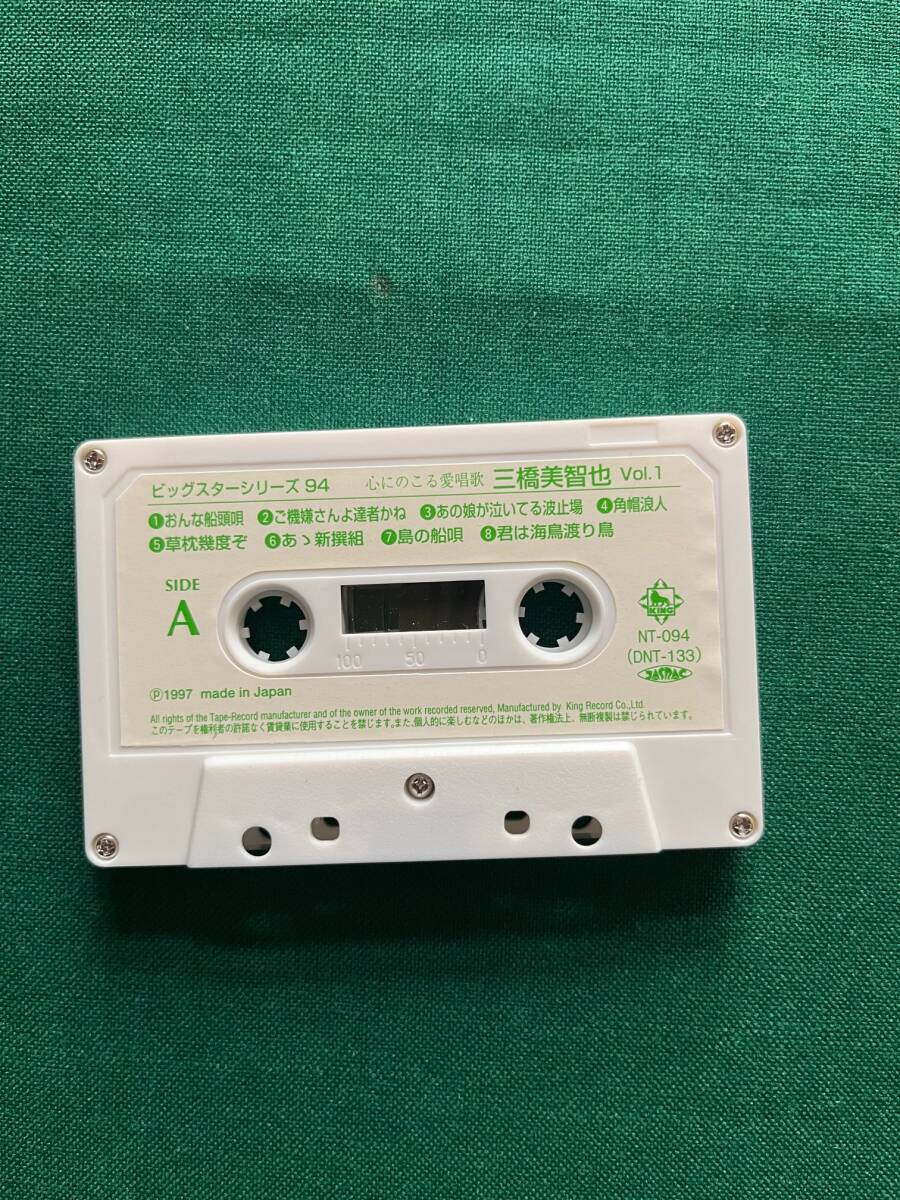 ビッグスターシリーズ 94 心にのこる愛唱歌 三橋美智也 Vol.1
❶おんな船頭唄 ❷ご機嫌さんよ達者かね ❸あの娘が泣いてる波止場 ❹角帽浪人
❺草枕幾度ぞ ❻あゝ新撰組 ❼島の船唄 ❽君は海鳥渡り鳥
SIDE
A
100 50 0
KING
NT-094
(DNT-133)
JASRAC
Ⓟ1997 made in Japan
All rights of the Tape-Record manufacturer and of the owner of the work recorded reserved, Manufactured by King Record Co.,Ltd.
このテープを権利者の許諾なく賃貸業に使用することを禁じます。また、個人的に楽しむなどのほかは、著作権法上、無断複製は禁じられています。